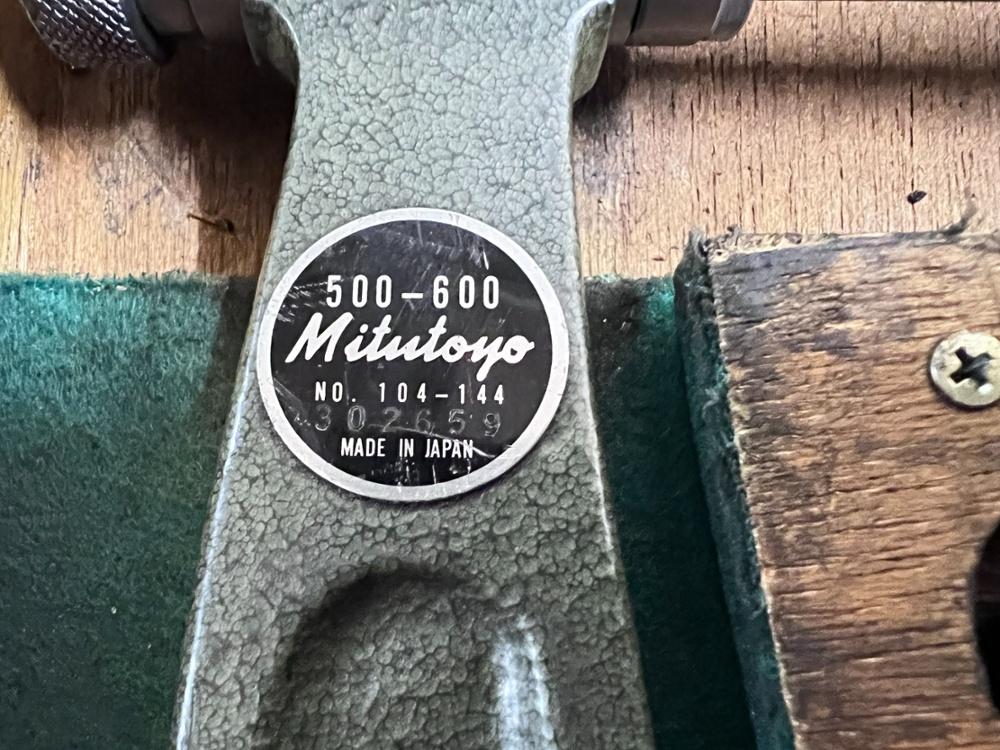 500-600
Mitutoyo
NO. 104-144
302659
MADE IN JAPAN